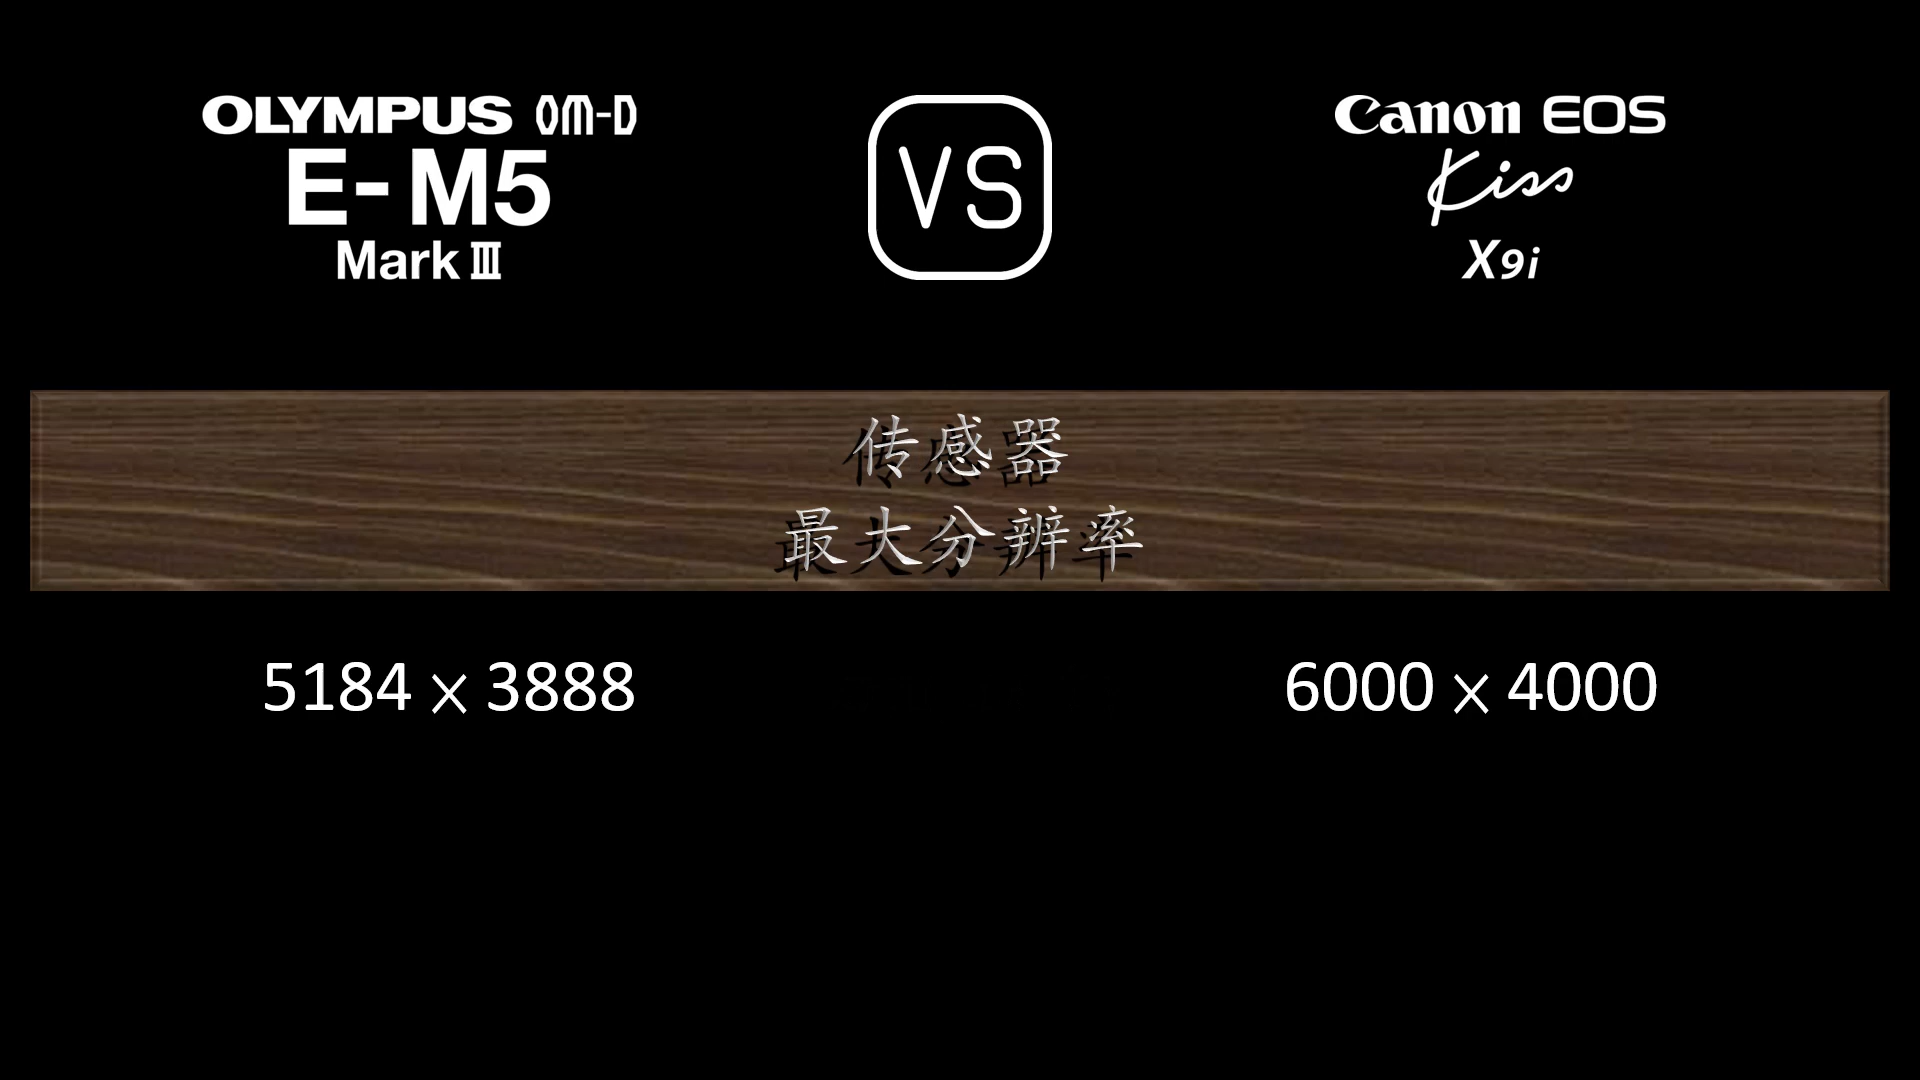 OLYMPUS OM-D
E-M5
Mark III
VS
Canon EOS
Kiss
X9i
传感器
最大分辨率
5184 x 3888
6000 x 4000